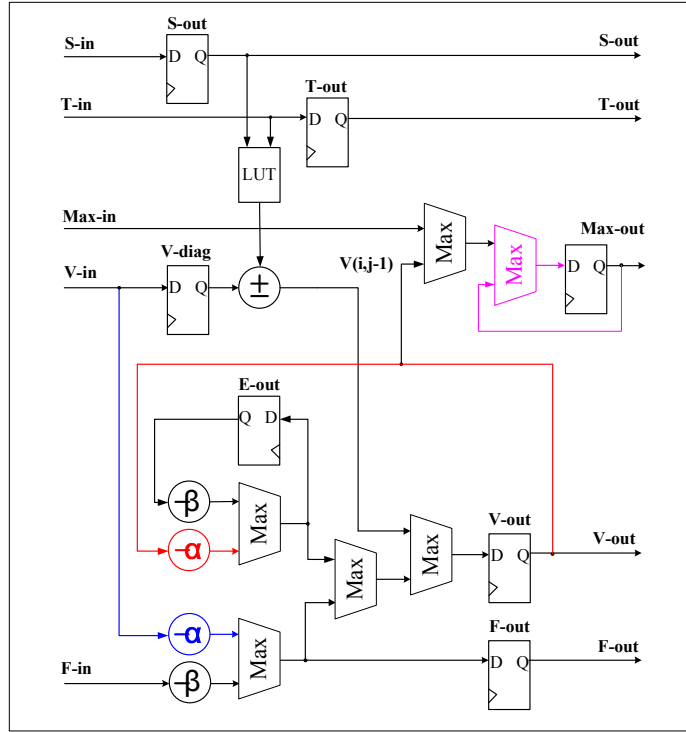 S-out
S-in
D Q
S-out
T-in
T-out
D Q
T-out
LUT
Max-in
Max
Max-out
V-diag
V(i,j-1)
Max
D Q
V-in
D Q
±
E-out
Q D
-β
Max
-α
V-out
Max
D Q
V-out
Max
-α
F-out
F-in
-β
Max
D Q
F-out